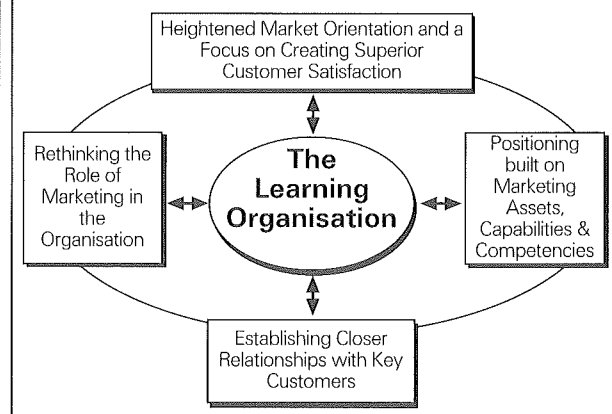 Heightened Market Orientation and a
Focus on Creating Superior
Customer Satisfaction
Rethinking the
Role of
Marketing in
the
Organisation
The
Learning
Organisation
Positioning
built on
Marketing
Assets,
Capabilities &
Competencies
Establishing Closer
Relationships with Key
Customers